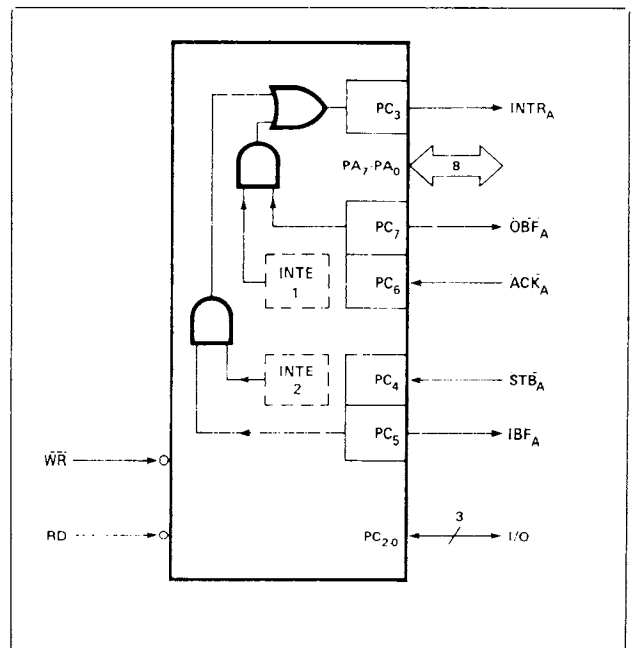 PC3 INTRA
PA7-PA0 8
PC7 OBFA
INTE 1 PC6 ACKA
INTE 2 PC4 STBA
PC5 IBFA
WR
RD PC2-0 3 I/O